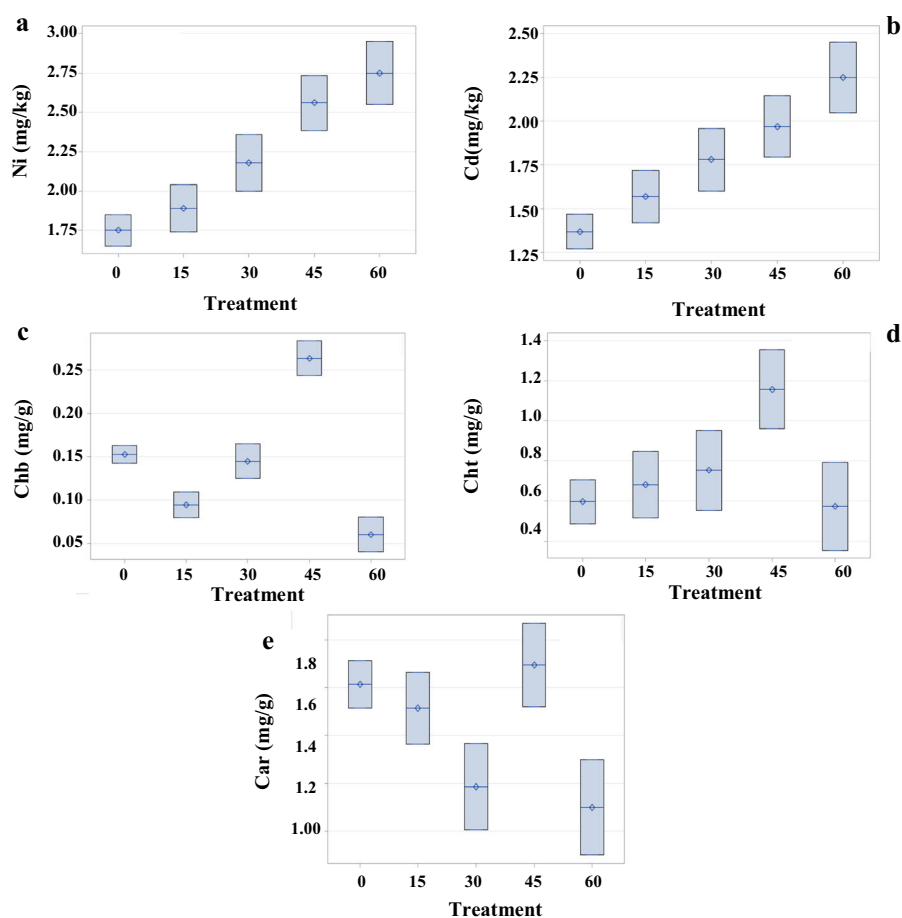 a
Ni (mg/kg)
3.00
2.75
2.50
2.25
2.00
1.75
0 15 30 45 60
Treatment
b
Cd(mg/kg)
2.50
2.25
2.00
1.75
1.50
1.25
0 15 30 45 60
Treatment
c
Chb (mg/g)
0.25
0.20
0.15
0.10
0.05
0 15 30 45 60
Treatment
d
Cht (mg/g)
1.4
1.2
1.0
0.8
0.6
0.4
0 15 30 45 60
Treatment
e
Car (mg/g)
1.8
1.6
1.4
1.2
1.00
0 15 30 45 60
Treatment